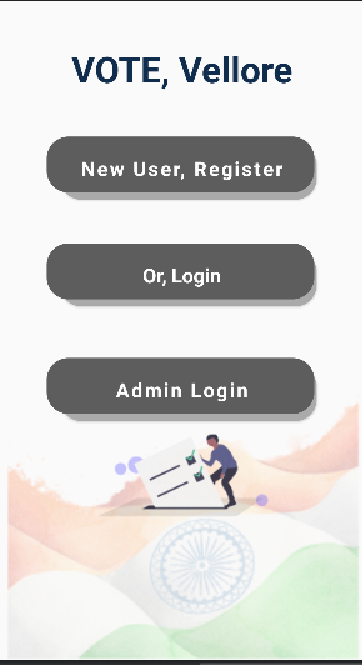 VOTE, Vellore
New User, Register
Or, Login
Admin Login